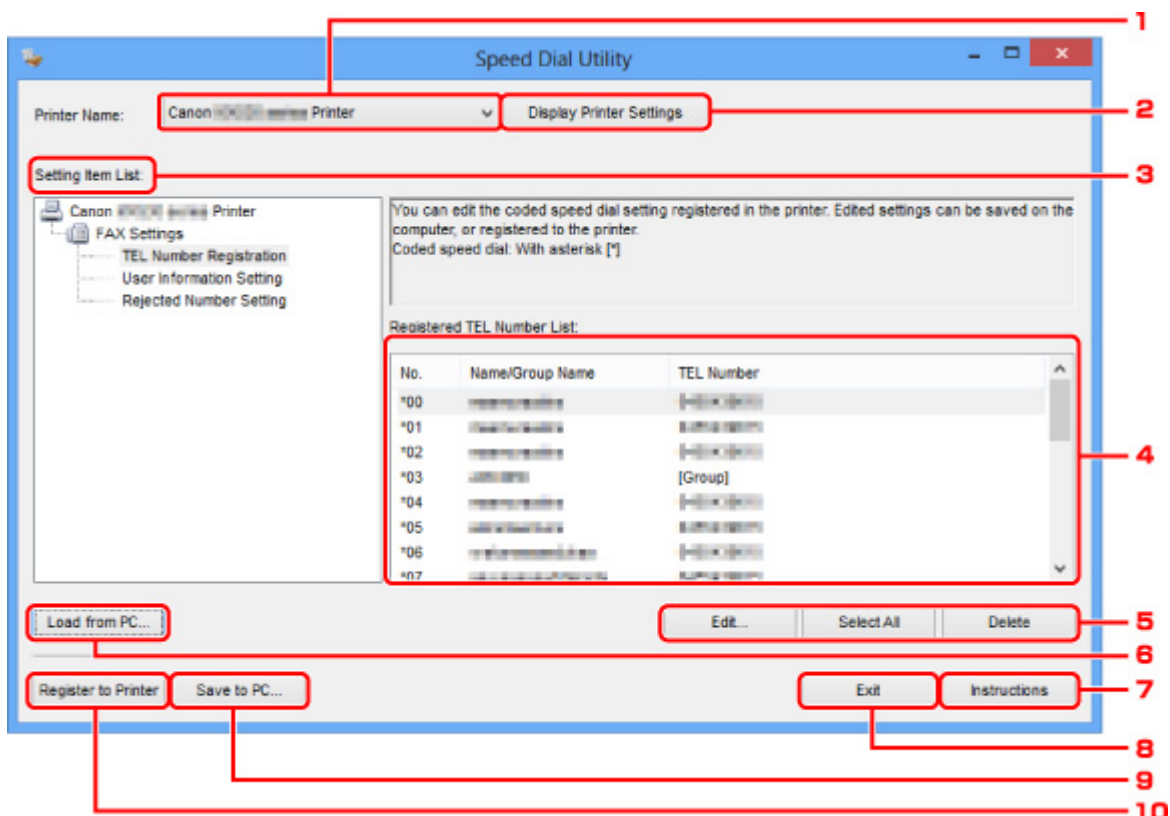 1
Speed Dial Utility
Printer Name: Canon Printer Display Printer Settings
2
Setting Item List:
3
Canon Printer
FAX Settings
TEL Number Registration
User Information Setting
Rejected Number Setting
You can edit the coded speed dial setting registered in the printer. Edited settings can be saved on the
computer, or registered to the printer.
Coded speed dial: With asterisk [*]
Registered TEL Number List:
No. Name/Group Name TEL Number
*00
*01
*02
*03 [Group]
*04
*05
*06
*07
4
Load from PC... Edit... Select All Delete
5
6
Register to Printer Save to PC... Exit Instructions
7
8
9
10